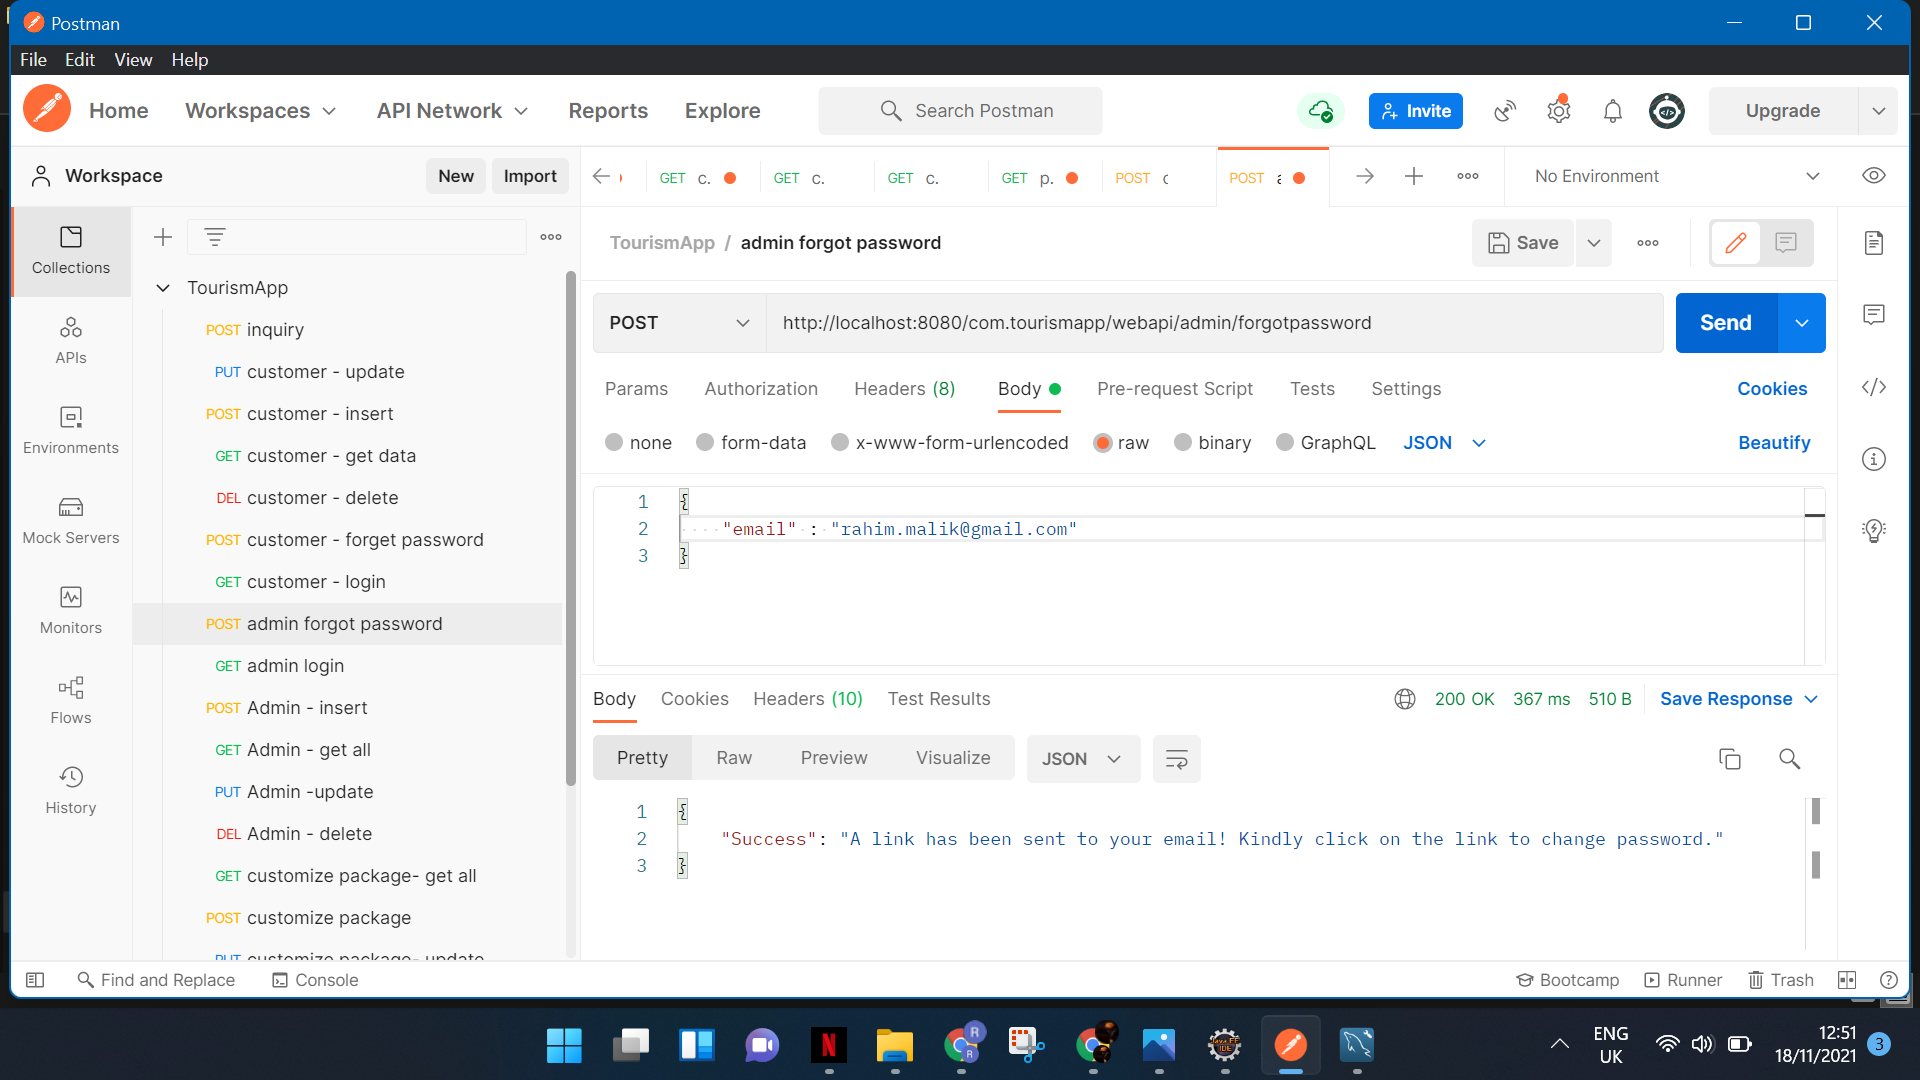 Postman
File Edit View Help
Home Workspaces API Network Reports Explore Search Postman Invite Upgrade
Workspace New Import
GET c. GET c. GET c. GET p. POST POST No Environment
Collections
APIs
Environments
Mock Servers
Monitors
Flows
History
TourismApp
POST inquiry
PUT customer - update
POST customer - insert
GET customer - get data
DEL customer - delete
POST customer - forget password
GET customer - login
POST admin forgot password
GET admin login
POST Admin - insert
GET Admin - get all
PUT Admin -update
DEL Admin - delete
GET customize package- get all
POST customize package
PUT customize package- update
TourismApp / admin forgot password Save
POST http://localhost:8080/com.tourismapp/webapi/admin/forgotpassword Send
Params Authorization Headers (8) Body Pre-request Script Tests Settings Cookies
none form-data x-www-form-urlencoded raw binary GraphQL JSON Beautify
1 {
2 "email" : "rahim.malik@gmail.com"
3 }
Body Cookies Headers (10) Test Results 200 OK 367 ms 510 B Save Response
Pretty Raw Preview Visualize JSON
1 {
2 "Success": "A link has been sent to your email! Kindly click on the link to change password."
3 }
Find and Replace Console Bootcamp Runner Trash
ENG
UK
12:51
18/11/2021
3